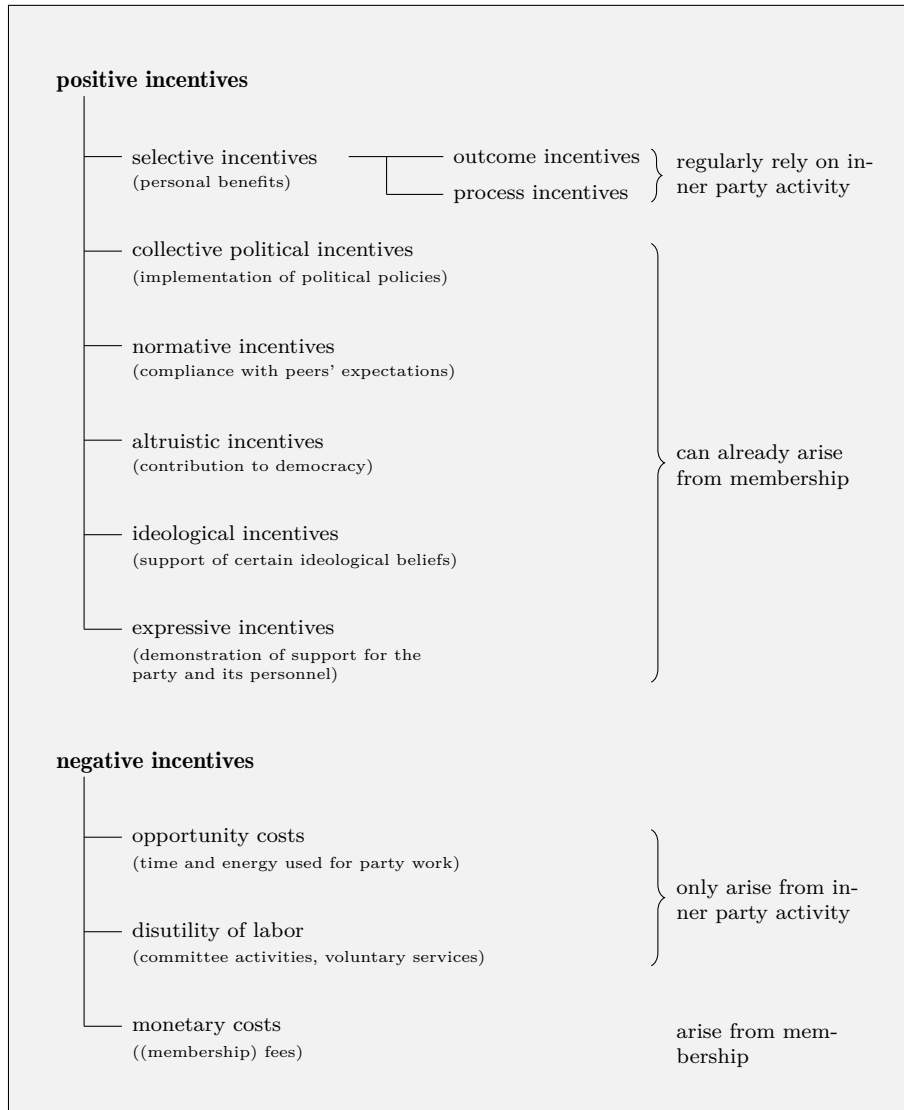 positive incentives
selective incentives
(personal benefits)
outcome incentives
process incentives
regularly rely on in-
ner party activity
collective political incentives
(implementation of political policies)
normative incentives
(compliance with peers’ expectations)
altruistic incentives
(contribution to democracy)
ideological incentives
(support of certain ideological beliefs)
expressive incentives
(demonstration of support for the
party and its personnel)
can already arise
from membership
negative incentives
opportunity costs
(time and energy used for party work)
disutility of labor
(committee activities, voluntary services)
only arise from in-
ner party activity
monetary costs
((membership) fees)
arise from mem-
bership